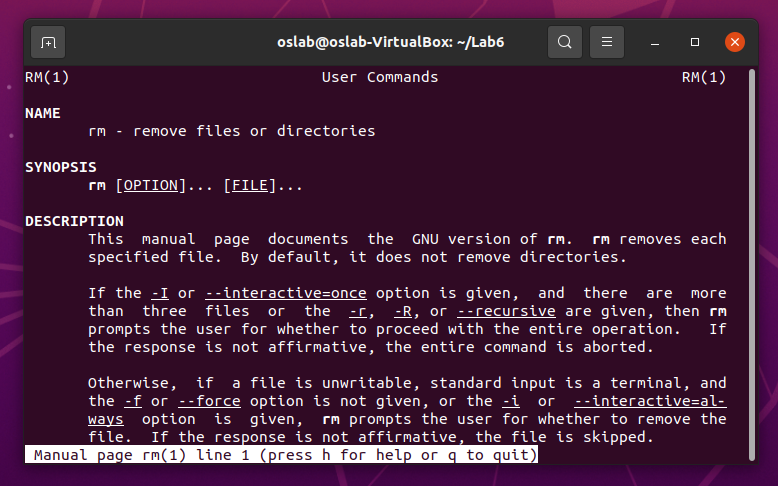 oslab@oslab-VirtualBox: ~/Lab6
RM(1) User Commands RM(1)
NAME
rm - remove files or directories
SYNOPSIS
rm [OPTION]... [FILE]...
DESCRIPTION
This manual page documents the GNU version of rm. rm removes each
specified file. By default, it does not remove directories.
If the -I or --interactive=once option is given, and there are more
than three files or the -r, -R, or --recursive are given, then rm
prompts the user for whether to proceed with the entire operation. If
the response is not affirmative, the entire command is aborted.
Otherwise, if a file is unwritable, standard input is a terminal, and
the -f or --force option is not given, or the -i or --interactive=al-
ways option is given, rm prompts the user for whether to remove the
file. If the response is not affirmative, the file is skipped.
Manual page rm(1) line 1 (press h for help or q to quit)